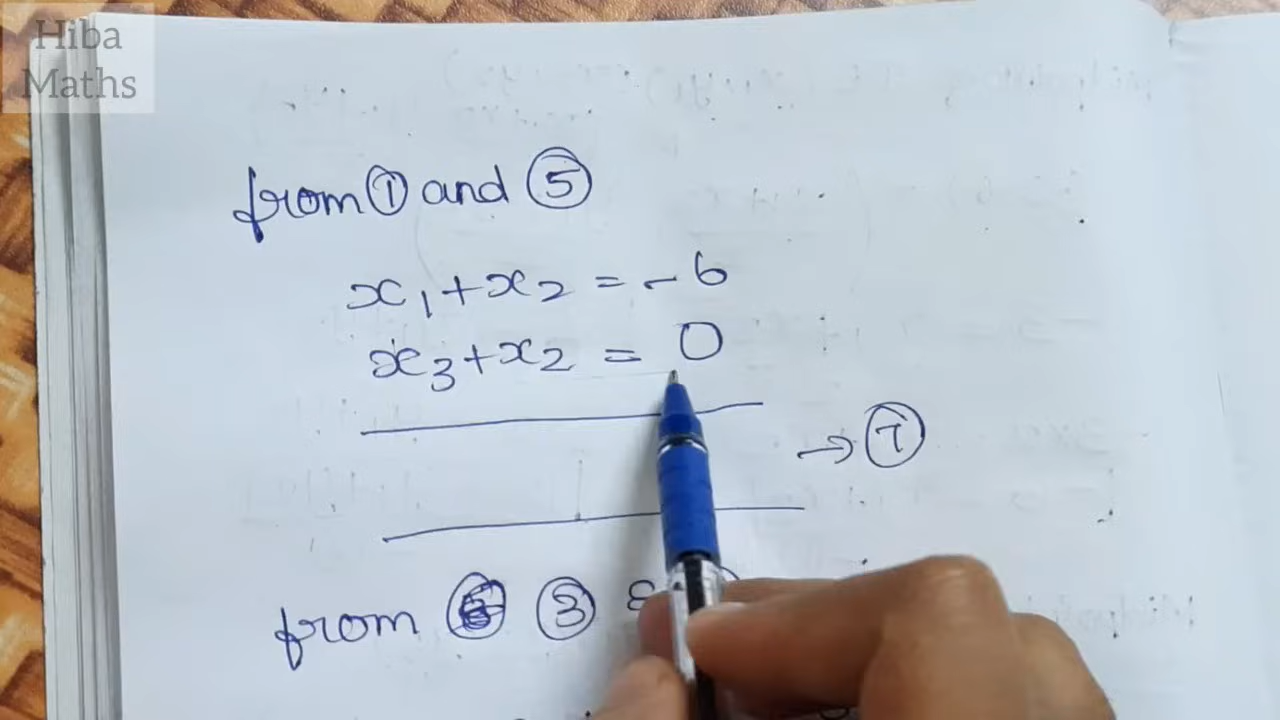 Hiba
Maths
from ① and ⑤
x₁+x₂ = -6
x₃+x₂ = 0
→ ⑦
from ③ &